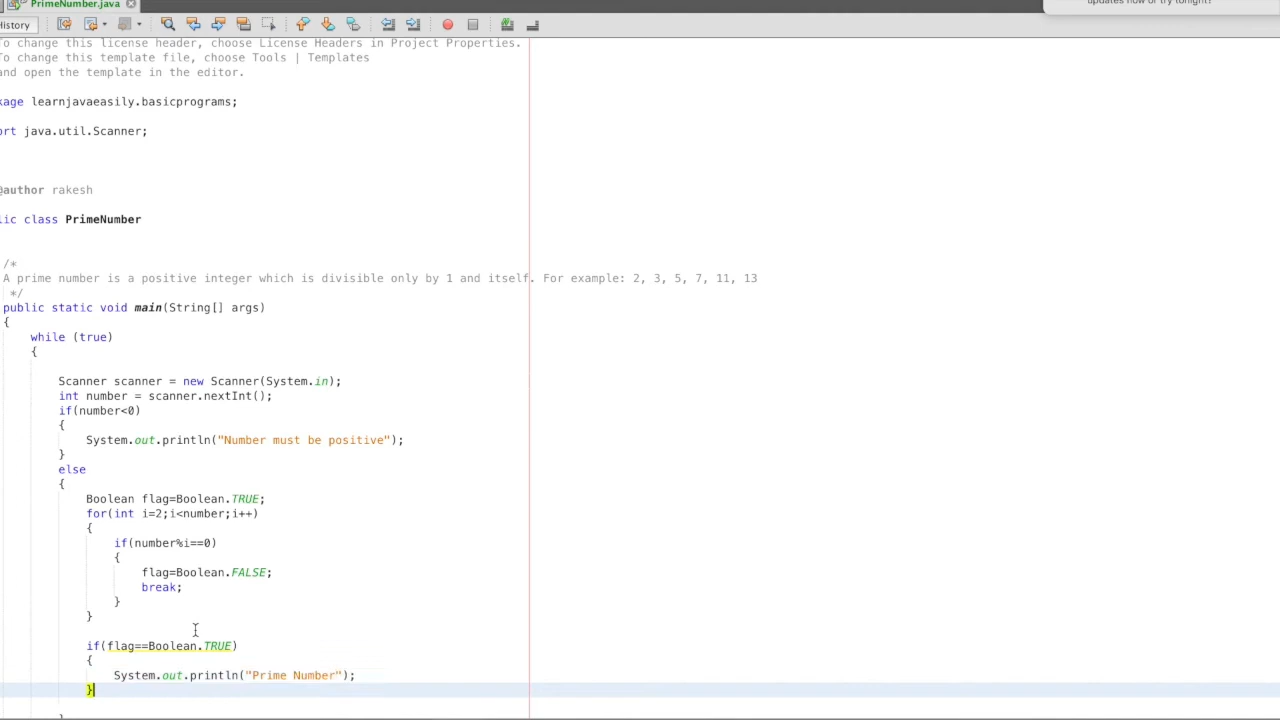 PrimeNumber.java
updates now or try tonight?
History
To change this license header, choose License Headers in Project Properties.
To change this template file, choose Tools | Templates
and open the template in the editor.
kage learnjavaeasily.basicprograms;
ort java.util.Scanner;
@author rakesh
lic class PrimeNumber
/*
A prime number is a positive integer which is divisible only by 1 and itself. For example: 2, 3, 5, 7, 11, 13
*/
public static void main(String[] args)
{
while (true)
{
Scanner scanner = new Scanner(System.in);
int number = scanner.nextInt();
if(number<0)
{
System.out.println("Number must be positive");
}
else
{
Boolean flag=Boolean.TRUE;
for(int i=2;i<number;i++)
{
if(number%i==0)
{
flag=Boolean.FALSE;
break;
}
}
if(flag==Boolean.TRUE)
{
System.out.println("Prime Number");
}
}